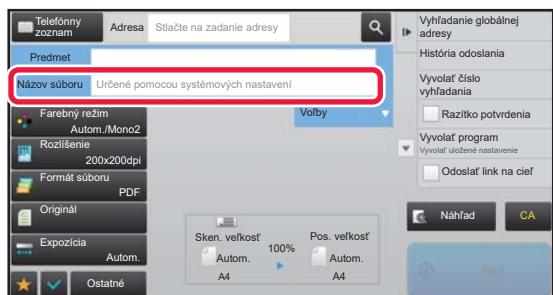 Telefónny zoznam
Adresa
Stlačte na zadanie adresy
Predmet
Názov súboru
Určené pomocou systémových nastavení
Farebný režim
Autom./Mono2
Rozlíšenie
200x200dpi
Formát súboru
PDF
Originál
Expozícia
Autom.
Ostatné
Voľby
Sken. veľkosť
Autom.
A4
100%
Pos. veľkosť
Autom.
A4
Vyhľadanie globálnej adresy
História odoslania
Vyvolať číslo vyhľadania
Razítko potvrdenia
Vyvolať program
Vyvolať uložené nastavenie
Odoslať link na cieľ
Náhľad
CA
Štart